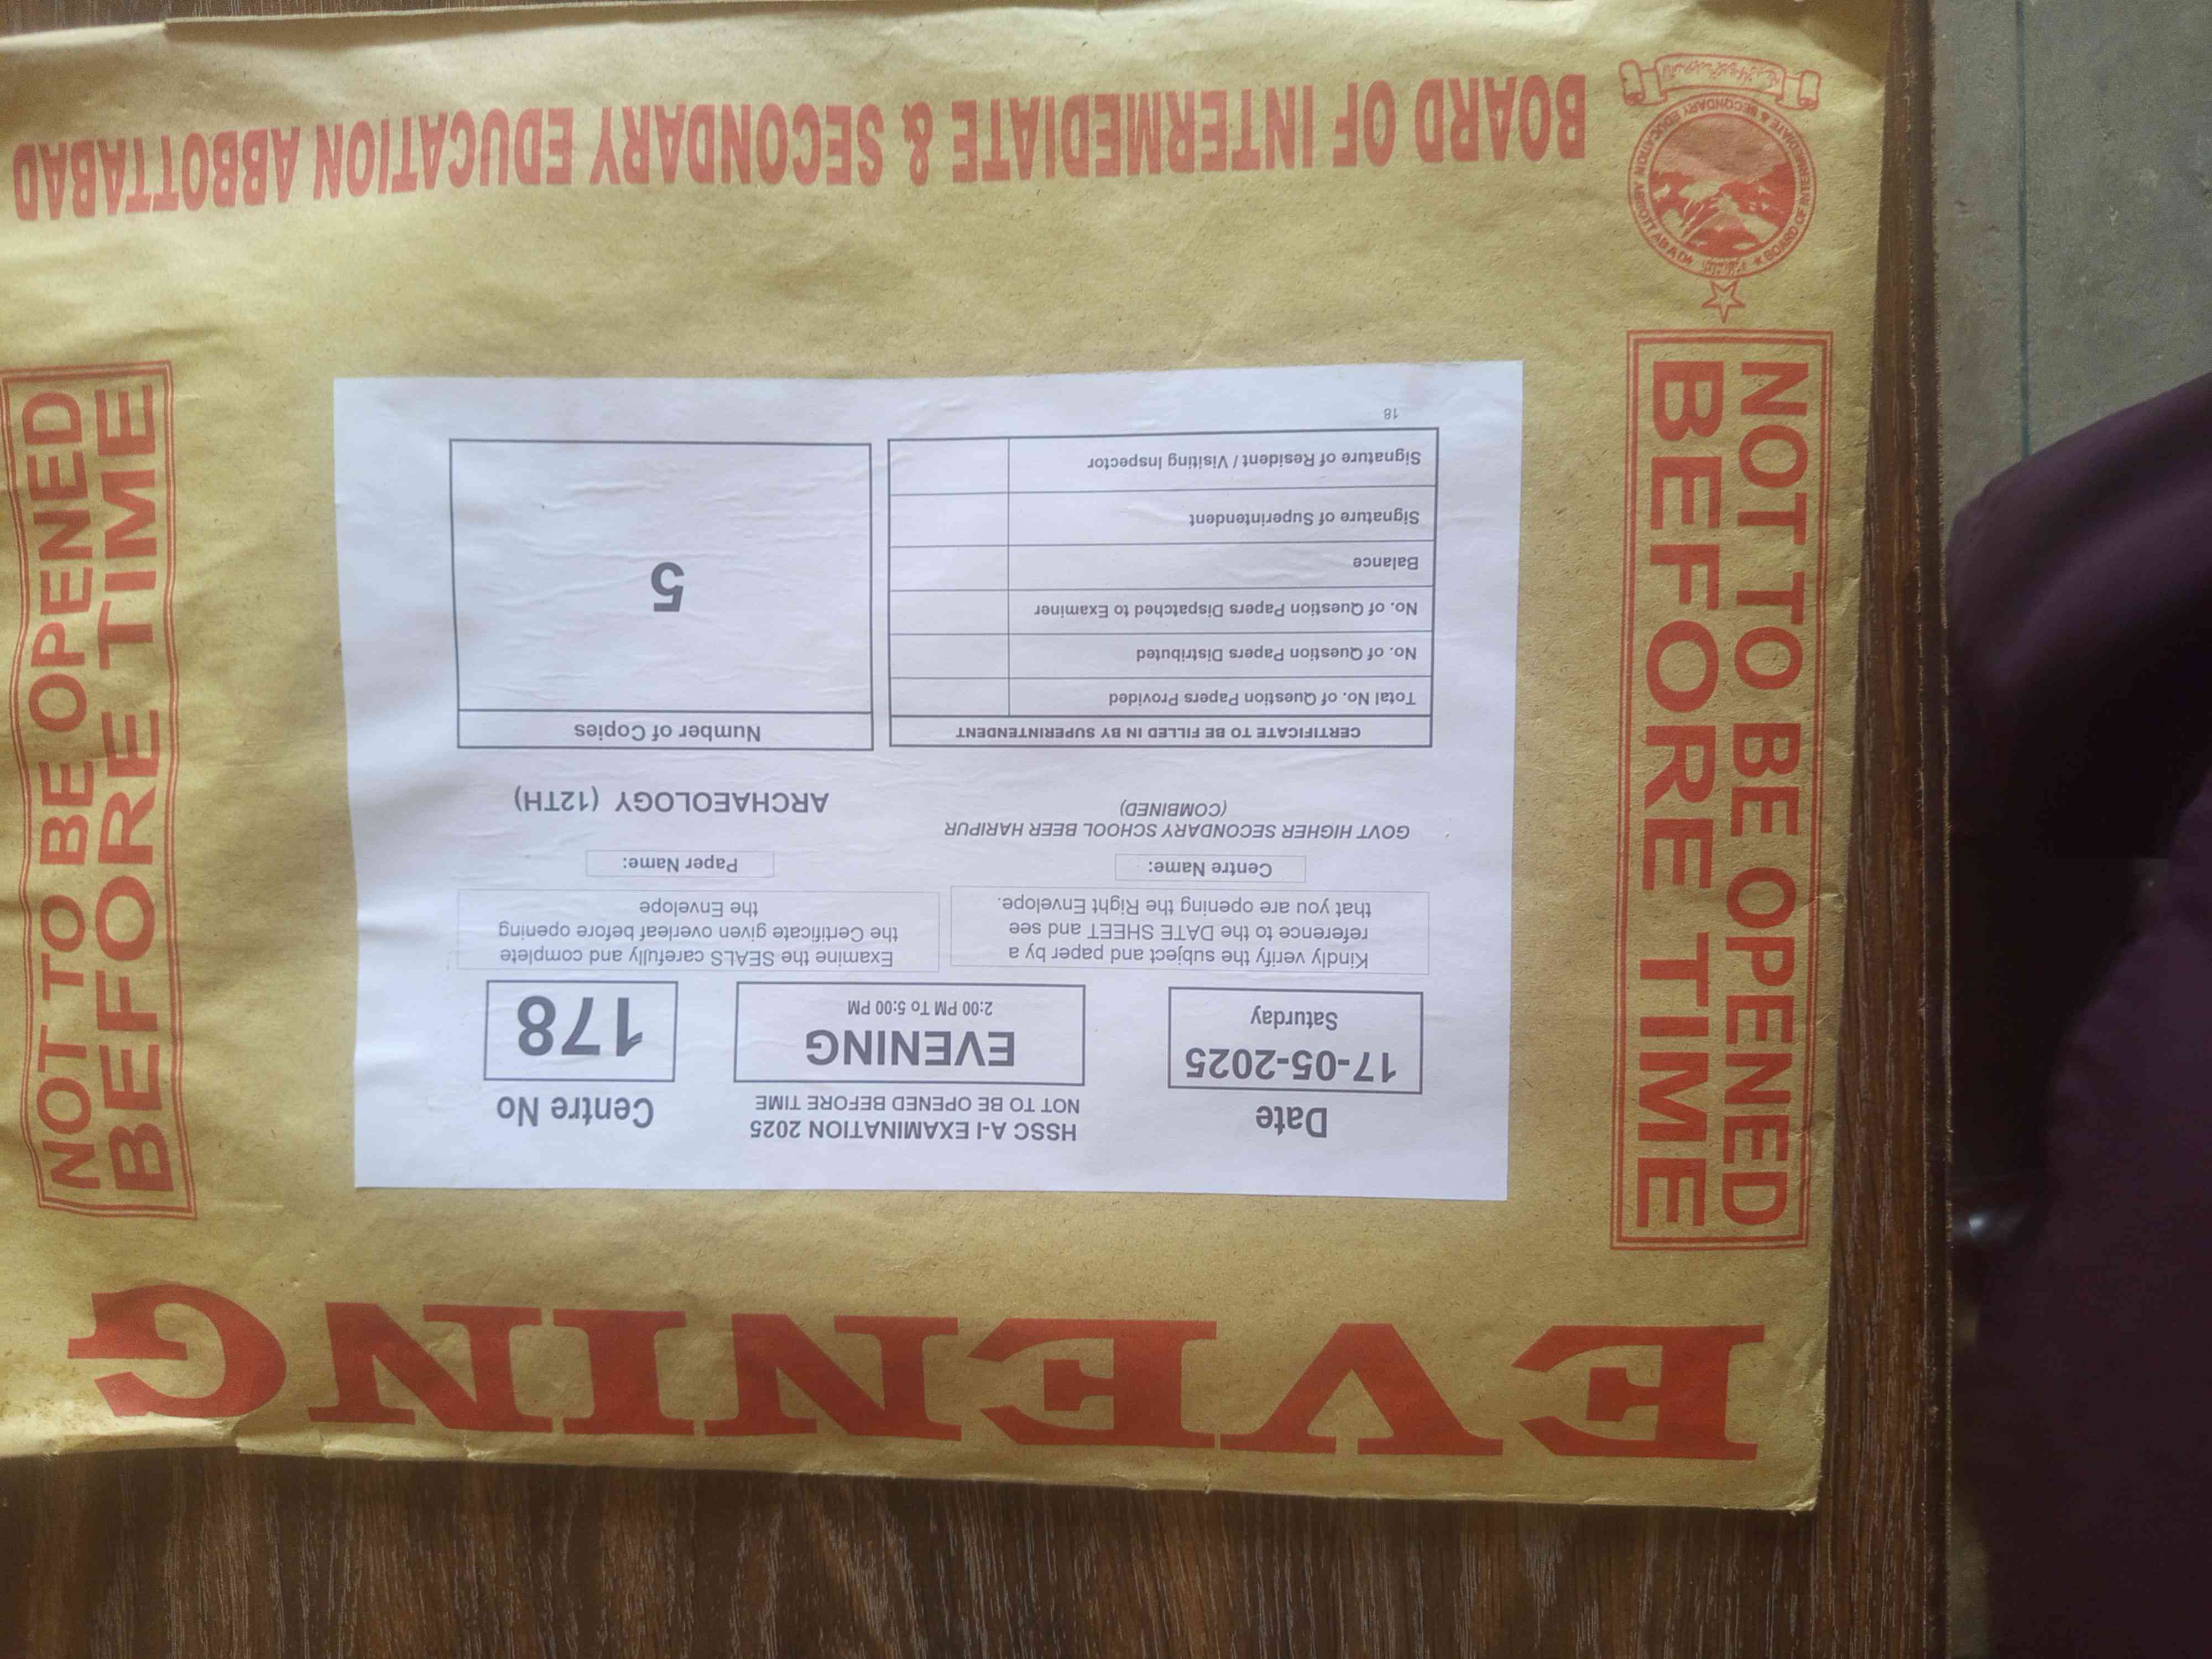 EVENING
NOT TO BE OPENED
BEFORE TIME
HSSC A-I EXAMINATION 2025
NOT TO BE OPENED BEFORE TIME
Date
17-05-2025
Saturday
EVENING
2:00 PM To 5:00 PM
Centre No
178
Kindly verify the subject and paper by a
reference to the DATE SHEET and see
that you are opening the Right Envelope.
Examine the SEALS carefully and complete
the Certificate given overleaf before opening
the Envelope
Centre Name:
GOVT HIGHER SECONDARY SCHOOL BEER HARIPUR
(COMBINED)
Paper Name:
ARCHAEOLOGY (12TH)
CERTIFICATE TO BE FILLED IN BY SUPERINTENDENT
Total No. of Question Papers Provided
No. of Question Papers Distributed
No. of Question Papers Dispatched to Examiner
Balance
Signature of Superintendent
Signature of Resident / Visiting Inspector
18
Number of Copies
5
NOT TO BE OPENED
BEFORE TIME
BOARD OF INTERMEDIATE & SECONDARY EDUCATION ABBOTTABAD
BOARD OF INTERMEDIATE & SECONDARY EDUCATION ABBOTTABAD